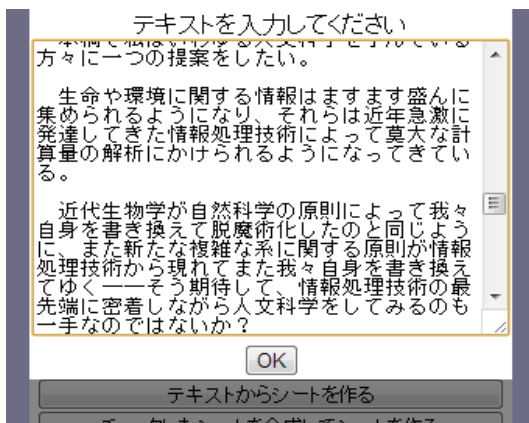 テキストを入力してください
方々に一つの提案をしたい。
　生命や環境に関する情報はますます盛んに
集められるようになり、それらは近年急激に
発達してきた情報処理技術によって莫大な計
算量の解析にかけられるようになってきてい
る。
　近代生物学が自然科学の原則によって我々
自身を書き換えて脱魔術化したのと同じよう
に、また新たな複雑な系に関する原則が情報
処理技術から現れてまた我々自身を書き換え
てゆく――そう期待して、情報処理技術の最
先端に密着しながら人文科学をしてみるのも
一手なのではないか？
OK
テキストからシートを作る